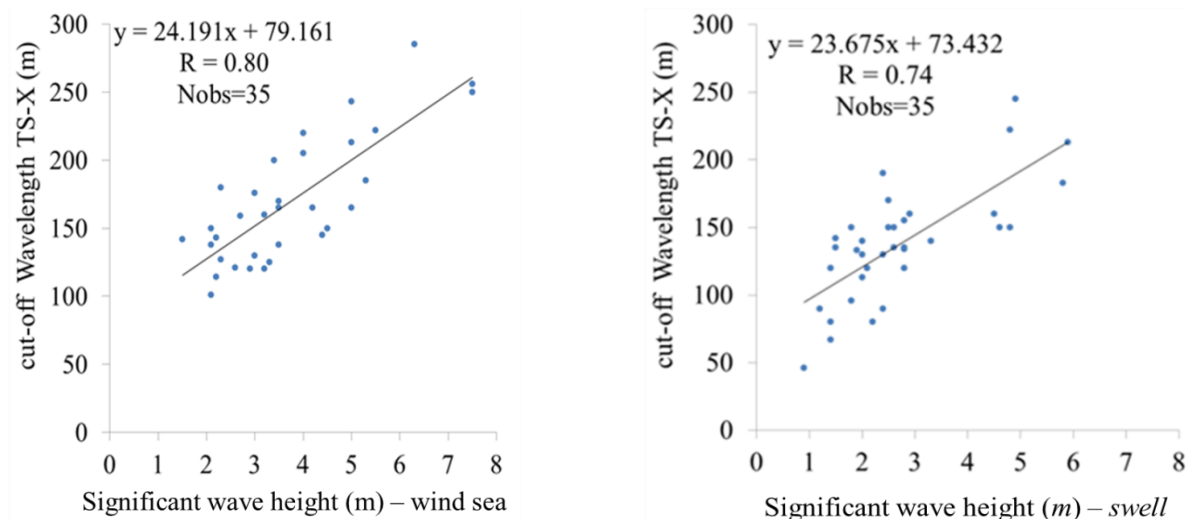 y = 24.191x + 79.161
R = 0.80
Nobs=35
cut-off Wavelength TS-X (m)
300
250
200
150
100
50
0
0 1 2 3 4 5 6 7 8
Significant wave height (m) – wind sea
y = 23.675x + 73.432
R = 0.74
Nobs=35
cut-off Wavelength TS-X (m)
300
250
200
150
100
50
0
0 1 2 3 4 5 6 7 8
Significant wave height (m) – swell